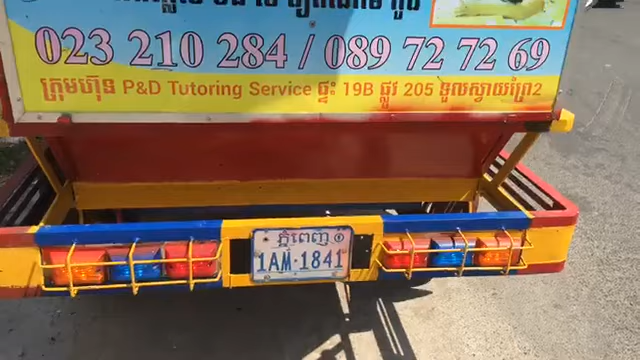 023 210 284 / 089 72 72 69
ក្រុមហ៊ុន P&D Tutoring Service ផ្ទះ 19B ផ្លូវ 205 ទួលស្វាយព្រៃ2
ភ្នំពេញ
1AM-1841